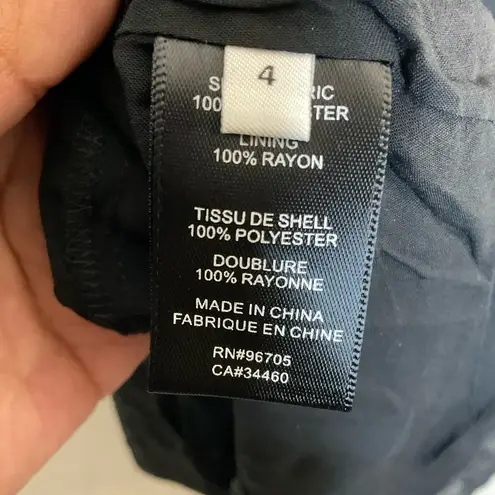 4
100%
LINING
100% RAYON
TISSU DE SHELL
100% POLYESTER
DOUBLURE
100% RAYONNE
MADE IN CHINA
FABRIQUE EN CHINE
RN#96705
CA#34460